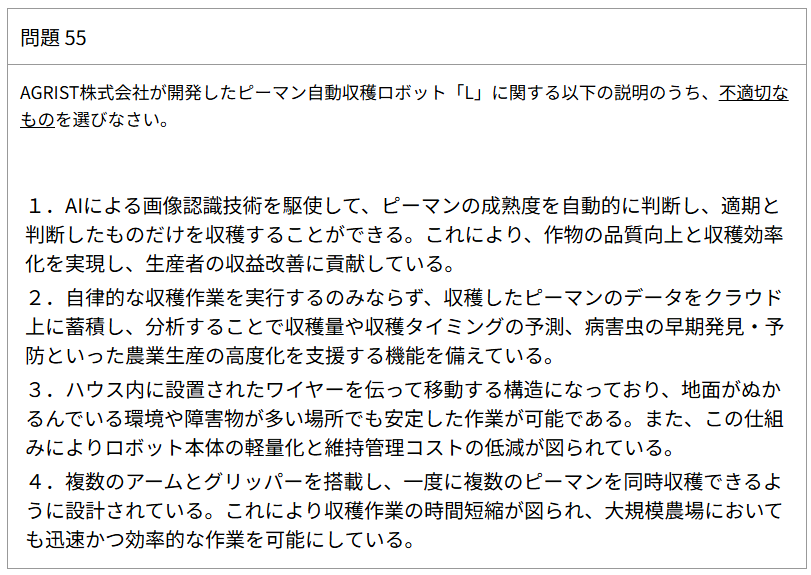 問題 55
AGRIST株式会社が開発したピーマン自動収穫ロボット「L」に関する以下の説明のうち、不適切な
ものを選びなさい。
１．AIによる画像認識技術を駆使して、ピーマンの成熟度を自動的に判断し、適期と
判断したものだけを収穫することができる。これにより、作物の品質向上と収穫効率
化を実現し、生産者の収益改善に貢献している。
２．自律的な収穫作業を実行するのみならず、収穫したピーマンのデータをクラウド
上に蓄積し、分析することで収穫量や収穫タイミングの予測、病害虫の早期発見・予
防といった農業生産の高度化を支援する機能を備えている。
３．ハウス内に設置されたワイヤーを伝って移動する構造になっており、地面がぬか
るんでいる環境や障害物が多い場所でも安定した作業が可能である。また、この仕組
みによりロボット本体の軽量化と維持管理コストの低減が図られている。
４．複数のアームとグリッパーを搭載し、一度に複数のピーマンを同時収穫できるよ
うに設計されている。これにより収穫作業の時間短縮が図られ、大規模農場において
も迅速かつ効率的な作業を可能にしている。